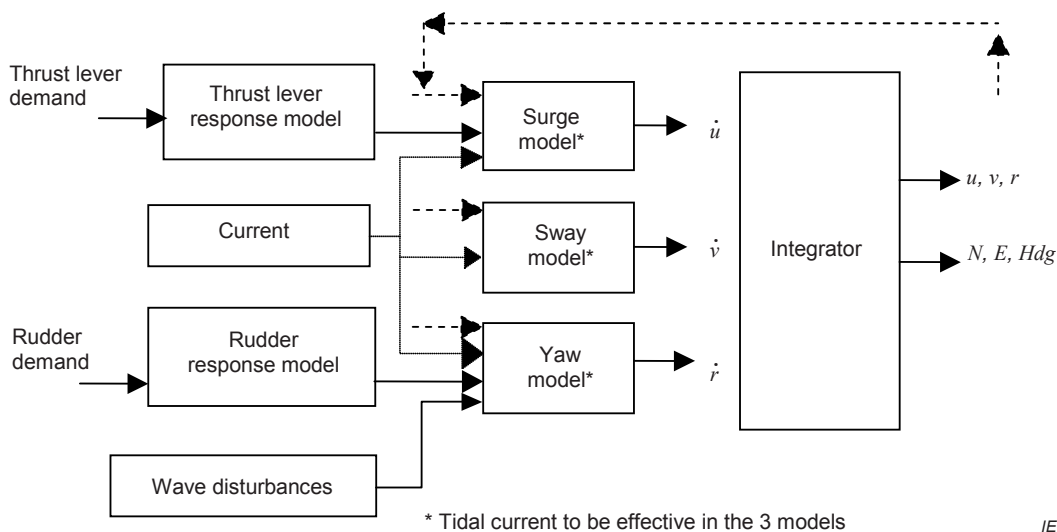 Thrust lever
demand
Thrust lever
response model
Surge
model*
u̇
Current
Sway
model*
v̇
Integrator
u, v, r
N, E, Hdg
Rudder
demand
Rudder
response model
Yaw
model*
ṙ
Wave disturbances
* Tidal current to be effective in the 3 models